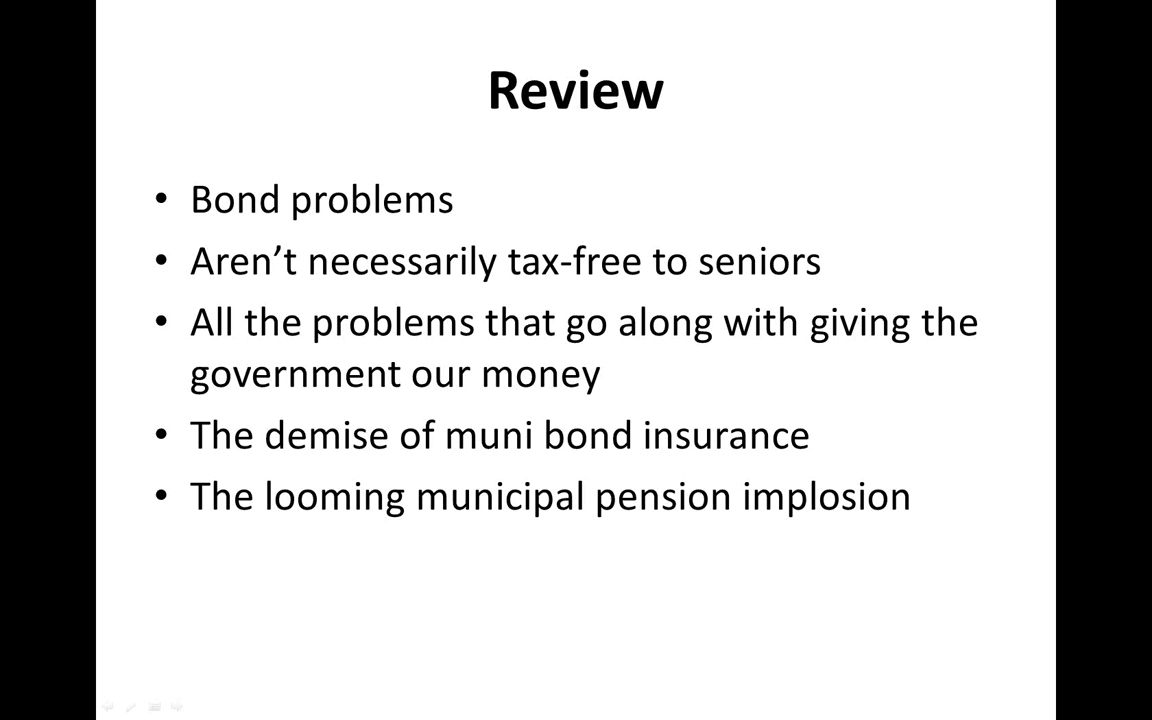 Review
• Bond problems
• Aren’t necessarily tax-free to seniors
• All the problems that go along with giving the
government our money
• The demise of muni bond insurance
• The looming municipal pension implosion